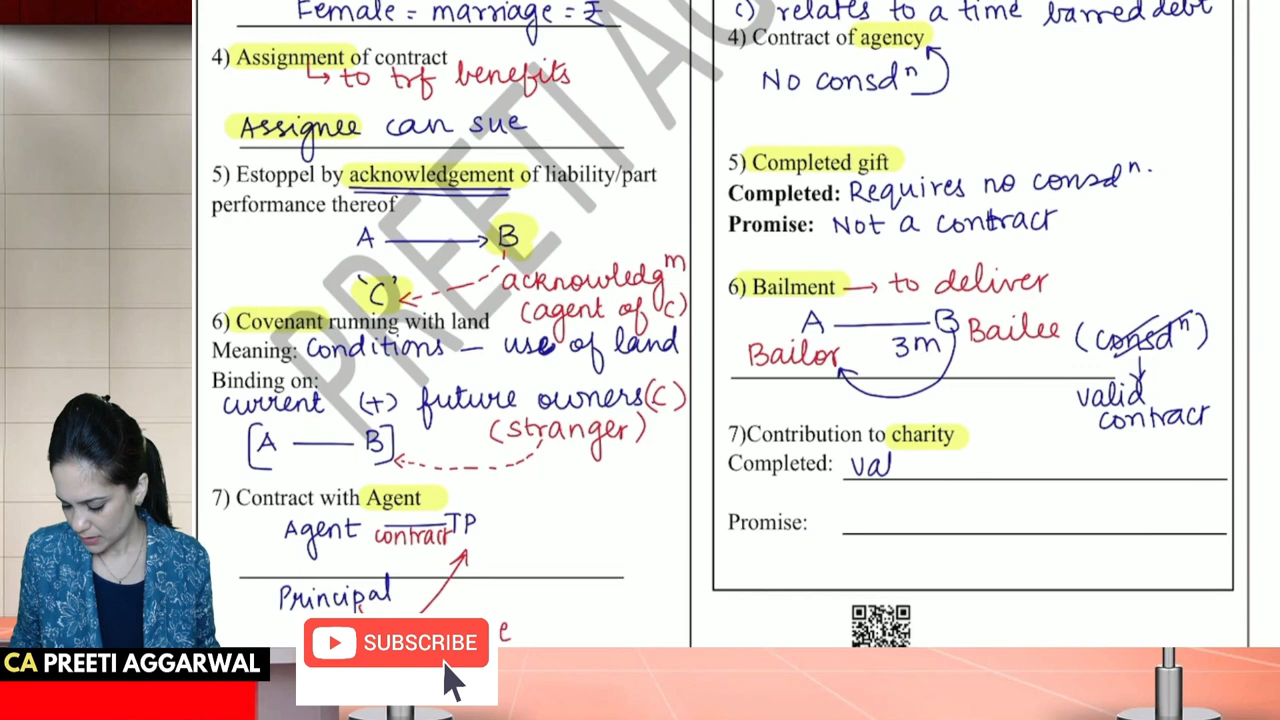 Female = marriage = ₹
4) Assignment of contract
↳ to trf benefits
Assignee can sue
5) Estoppel by acknowledgement of liability/part
performance thereof
A → B
'C'
acknowledgm
(agent of C)
6) Covenant running with land
Meaning: conditions – use of land
Binding on:
current (+) future owners (C)
(stranger)
[A — B]
7) Contract with Agent
Agent contract TP
Principal
e
c) relates to a time barred debt
4) Contract of agency
No consdn
5) Completed gift
Completed: Requires no consdn.
Promise: Not a contract
6) Bailment → to deliver
A — B Bailee (consdn)
Bailor 3m
valid
contract
7)Contribution to charity
Completed: val
Promise:
PREETI AG
SUBSCRIBE
CA PREETI AGGARWAL